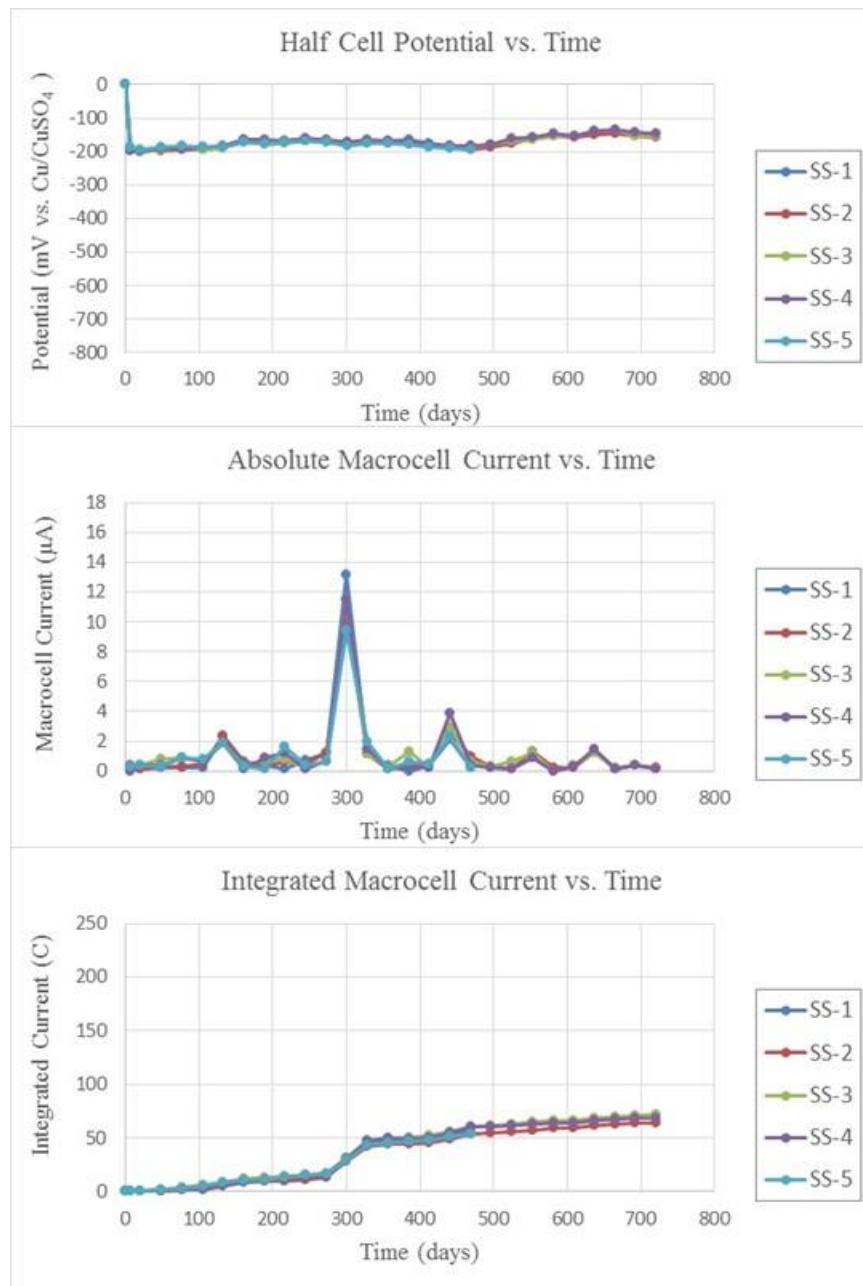 Half Cell Potential vs. Time
Potential (mV vs. Cu/CuSO₄ )
0
-100
-200
-300
-400
-500
-600
-700
-800
0 100 200 300 400 500 600 700 800
Time (days)
SS-1
SS-2
SS-3
SS-4
SS-5
Absolute Macrocell Current vs. Time
Macrocell Current (µA)
18
16
14
12
10
8
6
4
2
0
0 100 200 300 400 500 600 700 800
Time (days)
SS-1
SS-2
SS-3
SS-4
SS-5
Integrated Macrocell Current vs. Time
Integrated Current (C)
250
200
150
100
50
0
0 100 200 300 400 500 600 700 800
Time (days)
SS-1
SS-2
SS-3
SS-4
SS-5